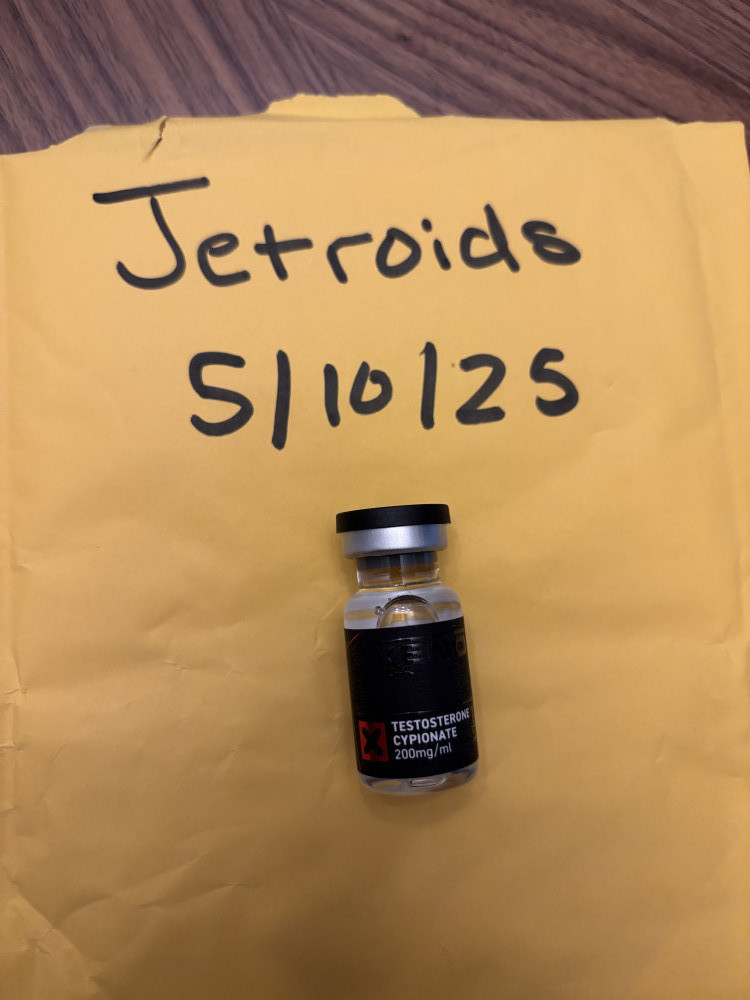 Jetroids
5/10/25
TESTOSTERONE
CYPIONATE
200mg/ml